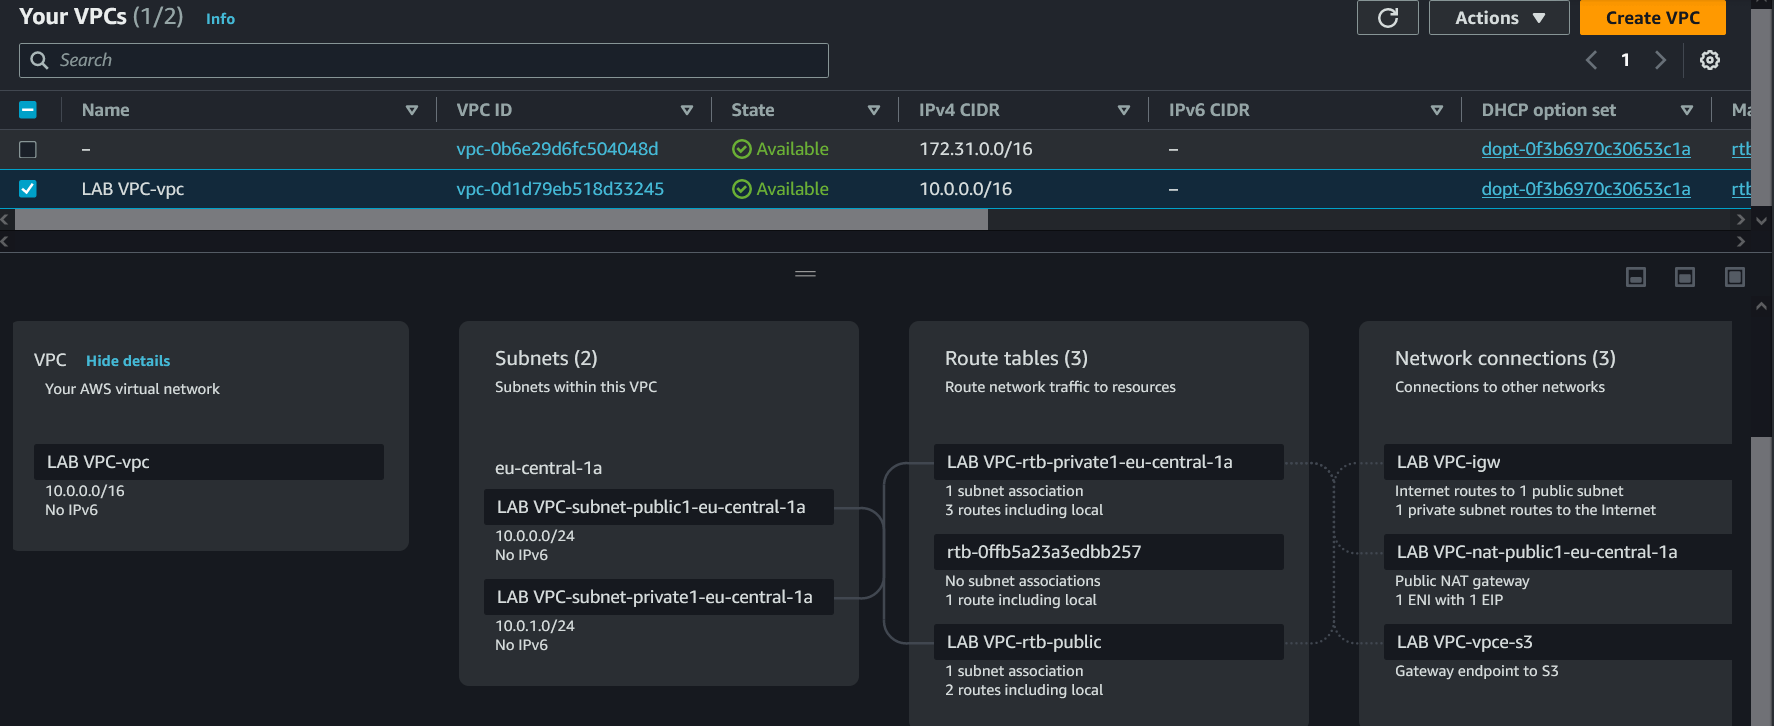 Your VPCs (1/2) Info
Actions
Create VPC
Search
1
Name VPC ID State IPv4 CIDR IPv6 CIDR DHCP option set
– vpc-0b6e29d6fc504048d Available 172.31.0.0/16 – dopt-0f3b6970c30653c1a rtb
LAB VPC-vpc vpc-0d1d79eb518d33245 Available 10.0.0.0/16 – dopt-0f3b6970c30653c1a rtb
VPC Hide details
Your AWS virtual network
LAB VPC-vpc
10.0.0.0/16
No IPv6
Subnets (2)
Subnets within this VPC
eu-central-1a
LAB VPC-subnet-public1-eu-central-1a
10.0.0.0/24
No IPv6
LAB VPC-subnet-private1-eu-central-1a
10.0.1.0/24
No IPv6
Route tables (3)
Route network traffic to resources
LAB VPC-rtb-private1-eu-central-1a
1 subnet association
3 routes including local
rtb-0ffb5a23a3edbb257
No subnet associations
1 route including local
LAB VPC-rtb-public
1 subnet association
2 routes including local
Network connections (3)
Connections to other networks
LAB VPC-igw
Internet routes to 1 public subnet
1 private subnet routes to the Internet
LAB VPC-nat-public1-eu-central-1a
Public NAT gateway
1 ENI with 1 EIP
LAB VPC-vpce-s3
Gateway endpoint to S3